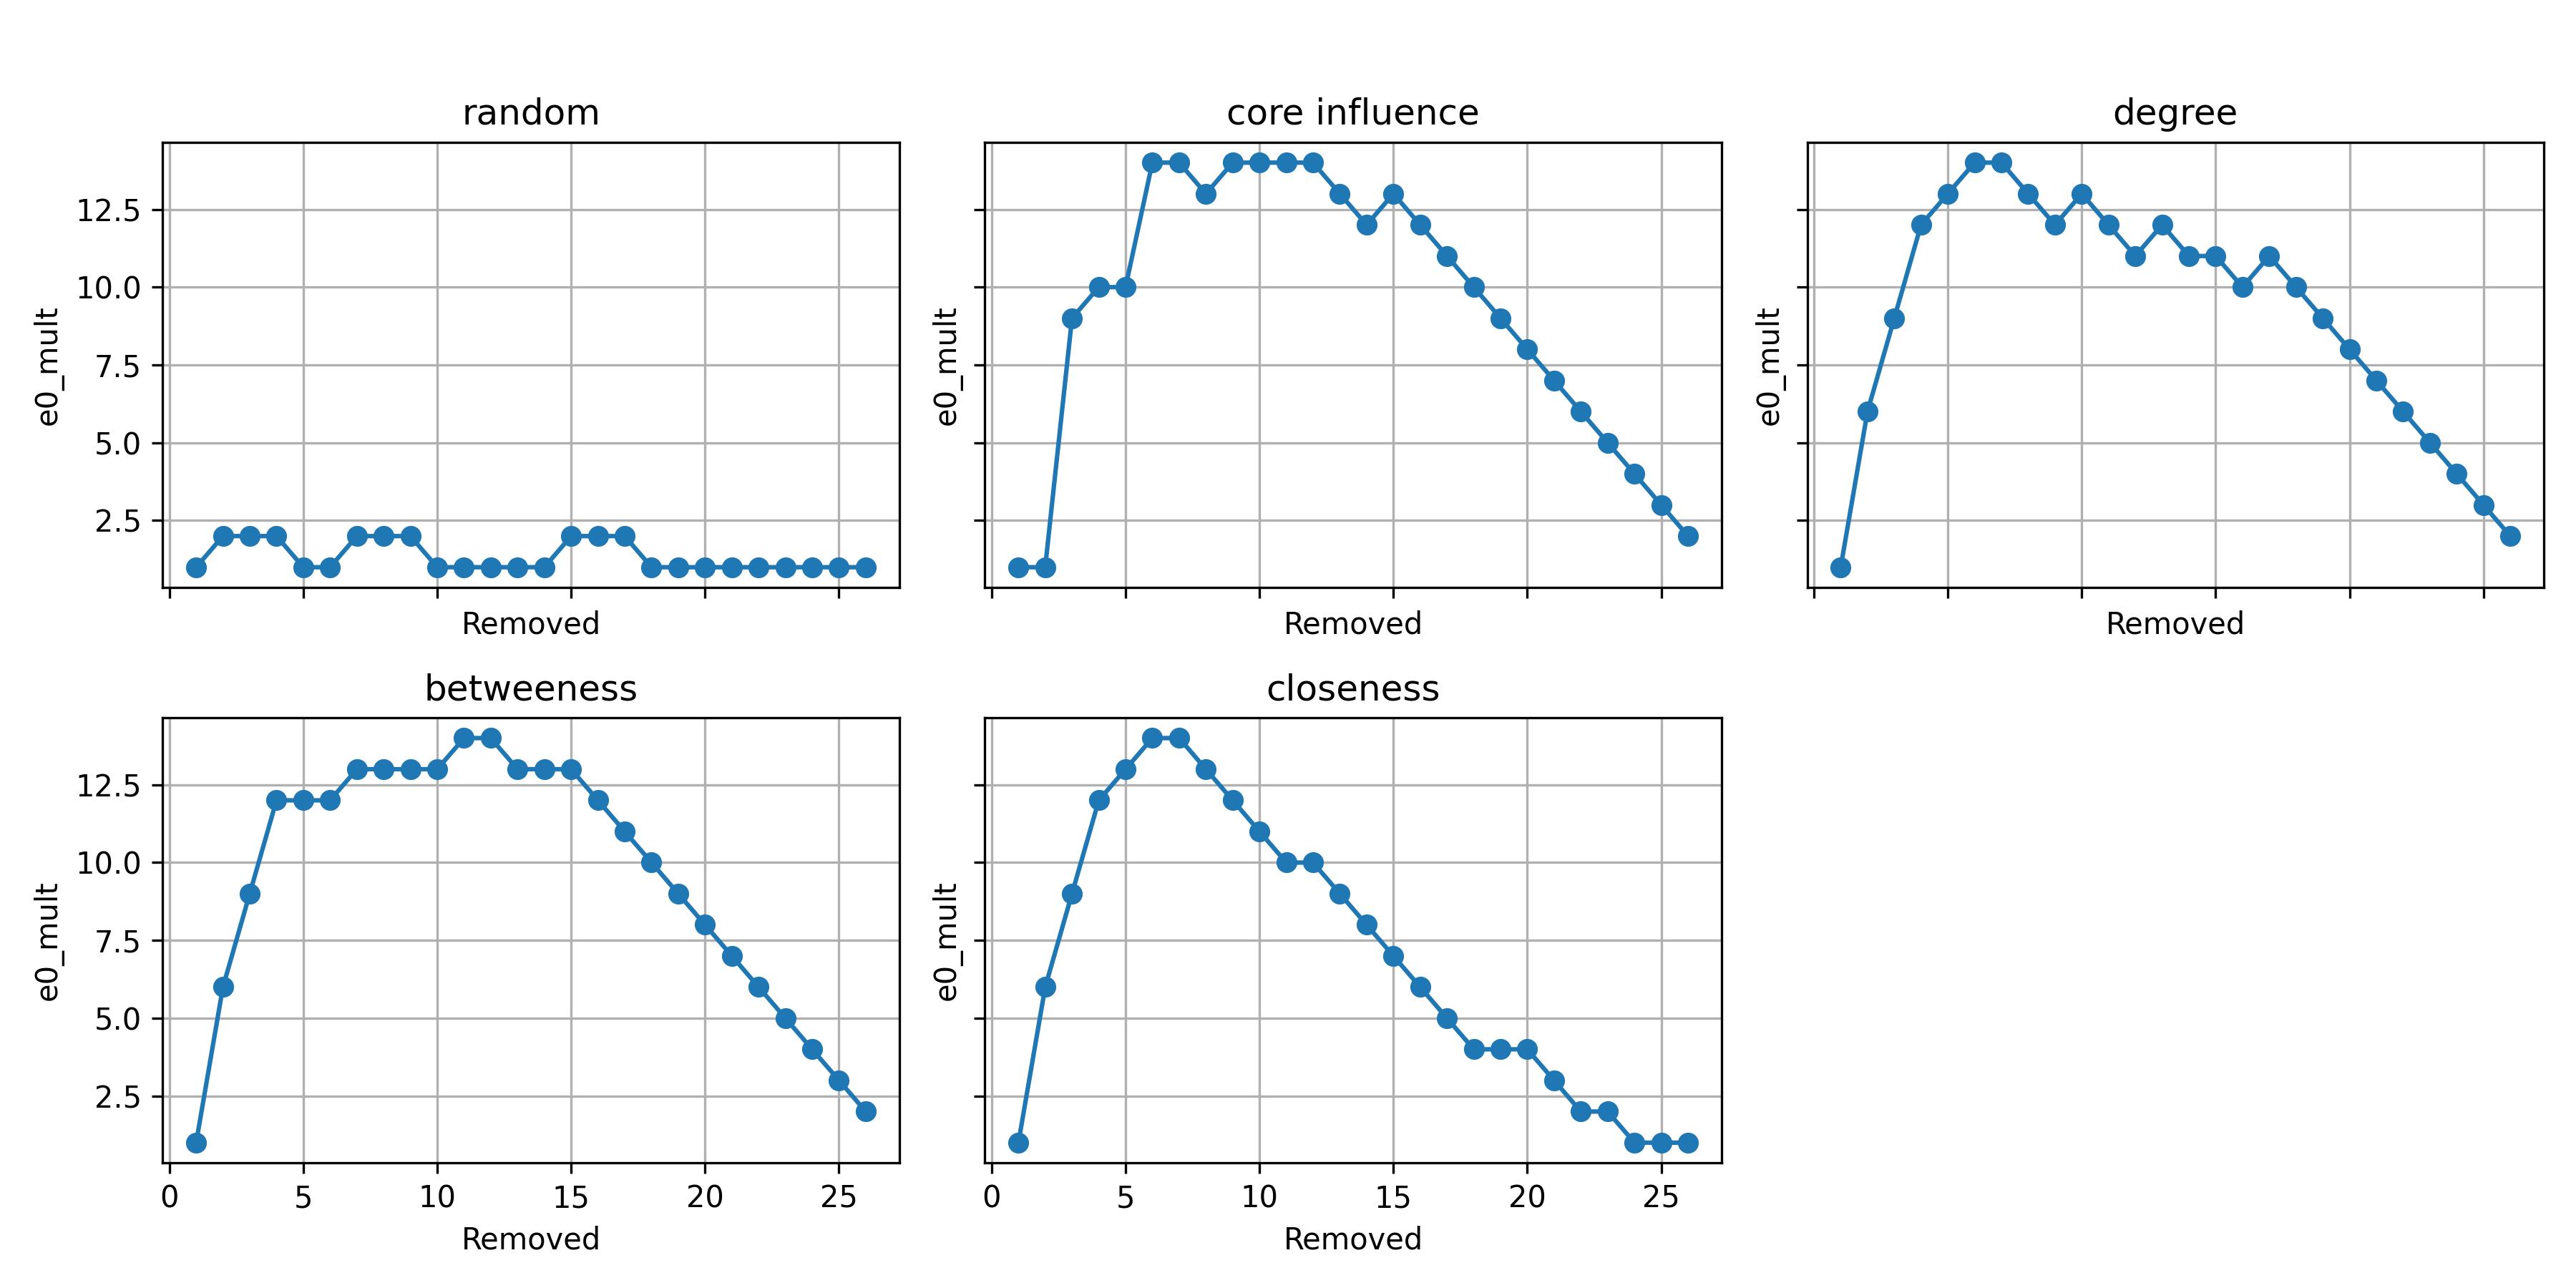 random
core influence
degree
e0_mult
12.5
10.0
7.5
5.0
2.5
Removed
e0_mult
Removed
e0_mult
Removed
betweeness
closeness
e0_mult
12.5
10.0
7.5
5.0
2.5
0 5 10 15 20 25
Removed
e0_mult
0 5 10 15 20 25
Removed